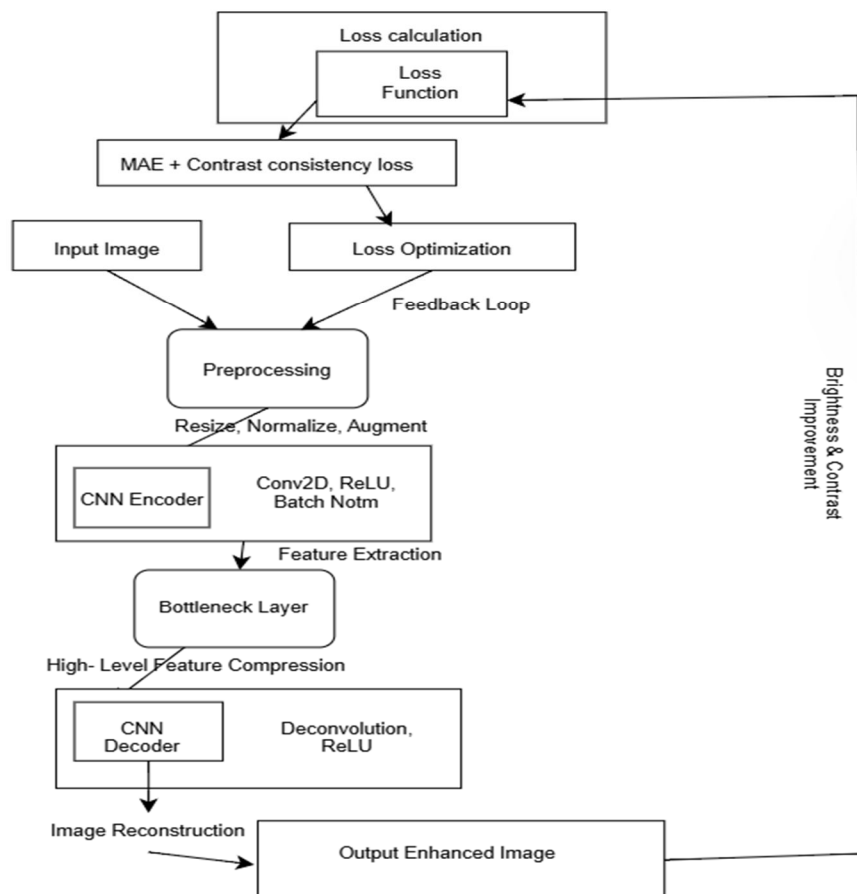 Loss calculation
Loss
Function
MAE + Contrast consistency loss
Input Image
Loss Optimization
Feedback Loop
Preprocessing
Resize, Normalize, Augment
CNN Encoder
Conv2D, ReLU,
Batch Notm
Feature Extraction
Bottleneck Layer
High- Level Feature Compression
CNN
Decoder
Deconvolution,
ReLU
Image Reconstruction
Output Enhanced Image
Brightness & Contrast
Improvement